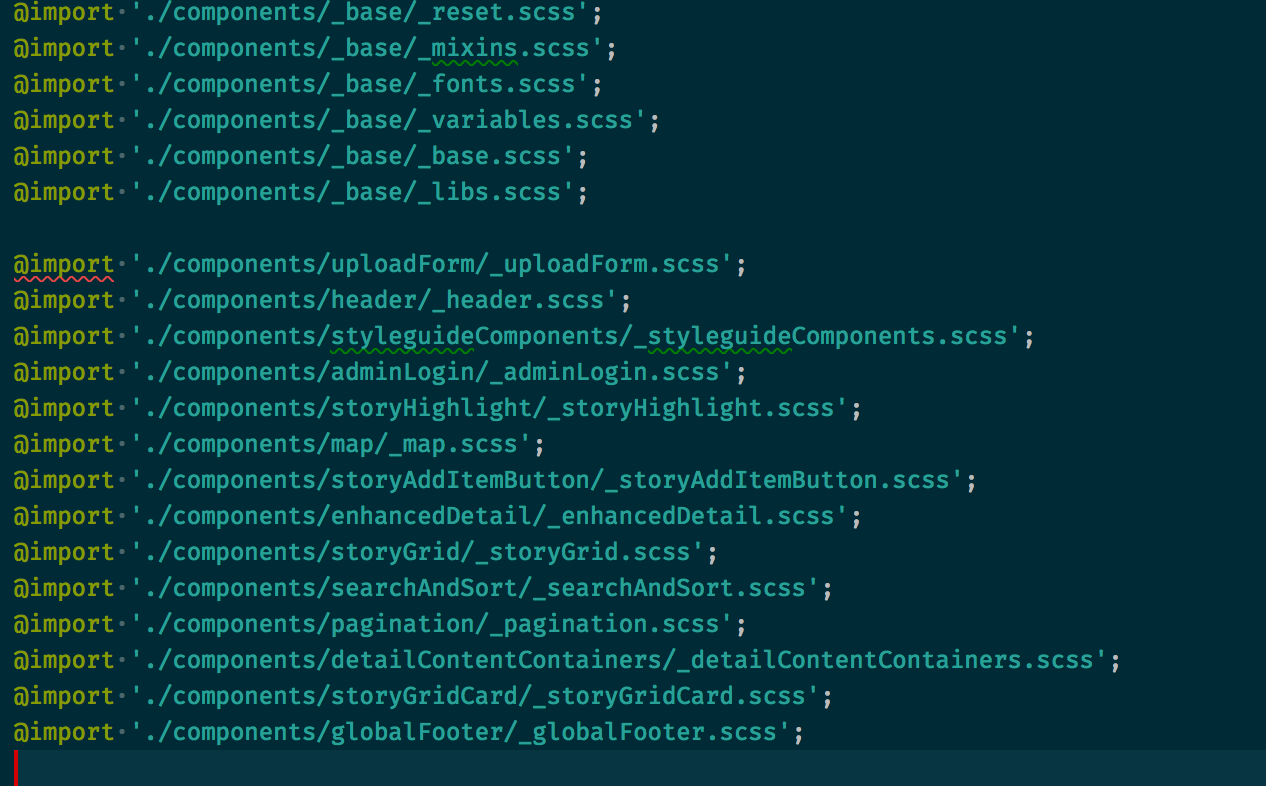 @import './components/_base/_reset.scss';
@import './components/_base/_mixins.scss';
@import './components/_base/_fonts.scss';
@import './components/_base/_variables.scss';
@import './components/_base/_base.scss';
@import './components/_base/_libs.scss';
@import './components/uploadForm/_uploadForm.scss';
@import './components/header/_header.scss';
@import './components/styleguideComponents/_styleguideComponents.scss';
@import './components/adminLogin/_adminLogin.scss';
@import './components/storyHighlight/_storyHighlight.scss';
@import './components/map/_map.scss';
@import './components/storyAddItemButton/_storyAddItemButton.scss';
@import './components/enhancedDetail/_enhancedDetail.scss';
@import './components/storyGrid/_storyGrid.scss';
@import './components/searchAndSort/_searchAndSort.scss';
@import './components/pagination/_pagination.scss';
@import './components/detailContentContainers/_detailContentContainers.scss';
@import './components/storyGridCard/_storyGridCard.scss';
@import './components/globalFooter/_globalFooter.scss';